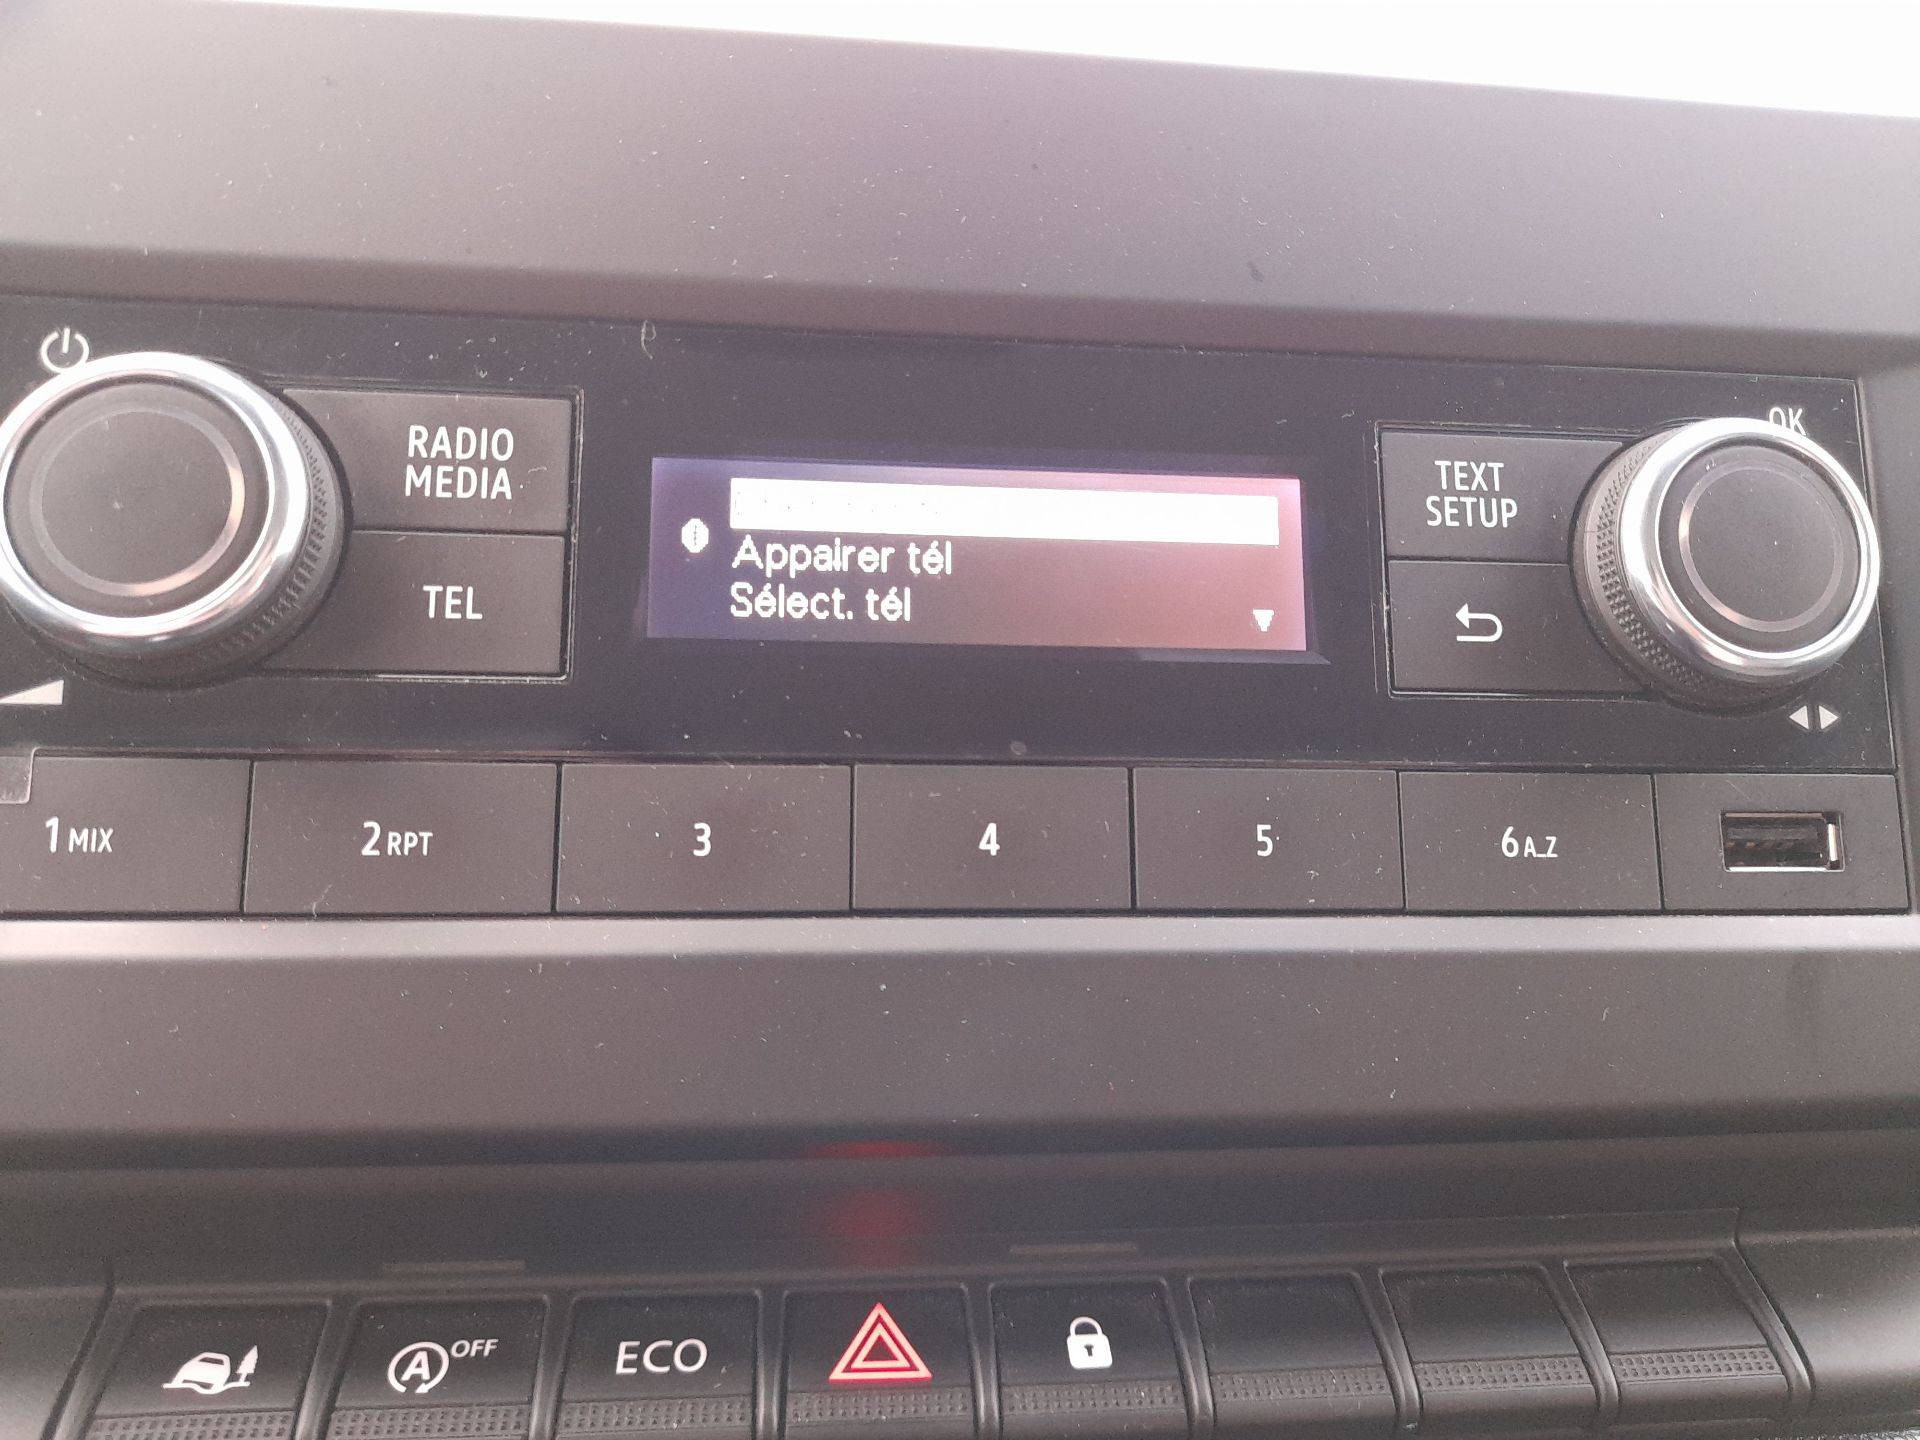 OK
RADIO
MEDIA
TEXT
SETUP
Appairer tél
TEL
Sélect. tél
1 MIX
2 RPT
3
4
5
6 A_Z
A OFF
ECO